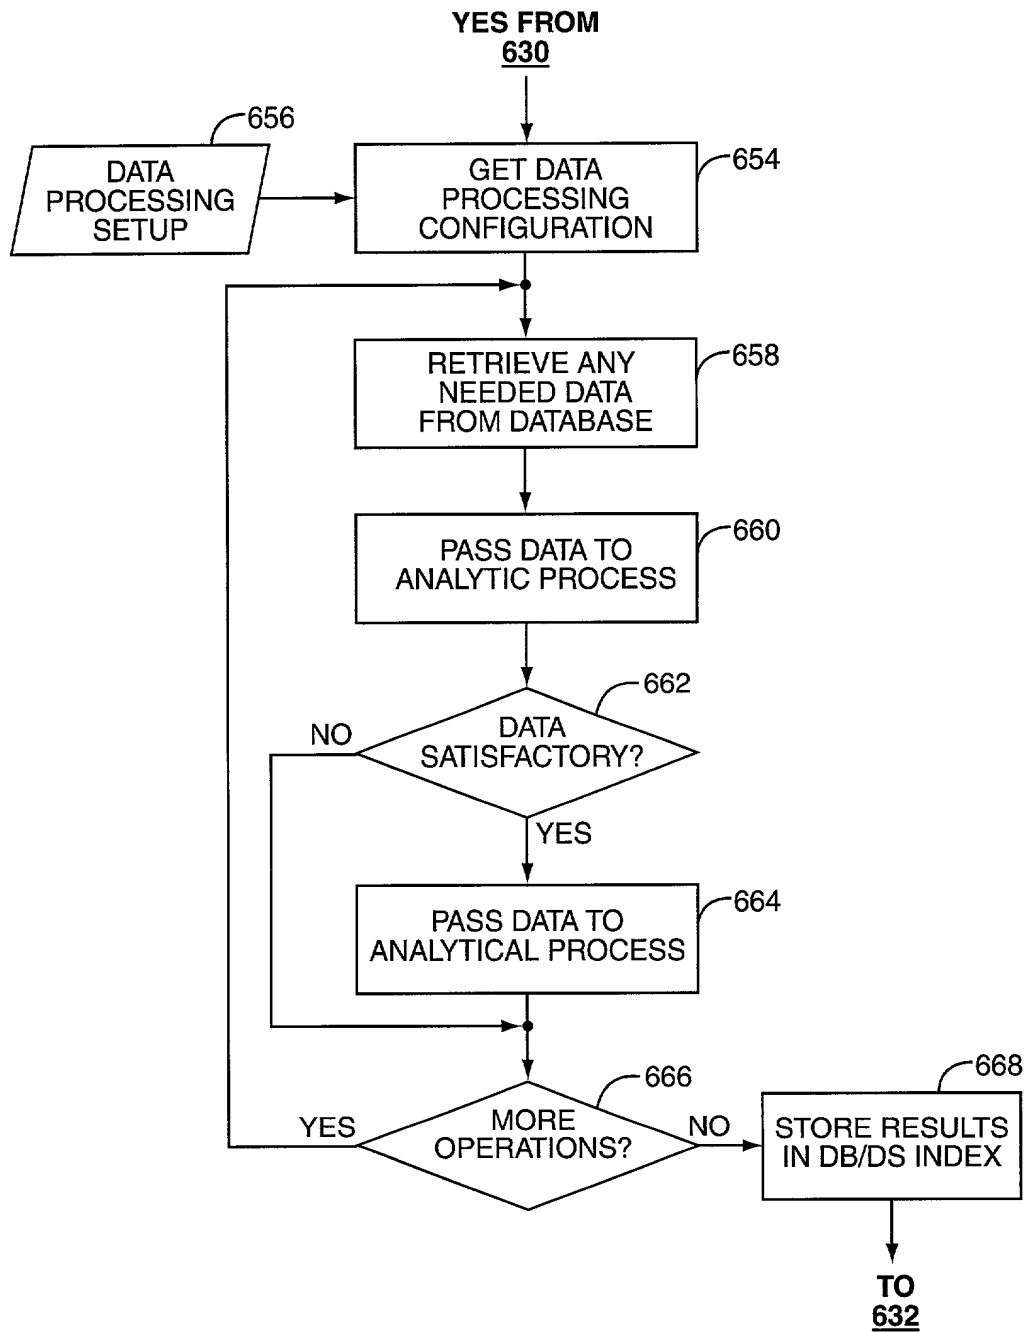 YES FROM
630
656
DATA
PROCESSING
SETUP
654
GET DATA
PROCESSING
CONFIGURATION
658
RETRIEVE ANY
NEEDED DATA
FROM DATABASE
660
PASS DATA TO
ANALYTIC PROCESS
662
DATA
SATISFACTORY?
NO
YES
664
PASS DATA TO
ANALYTICAL PROCESS
666
MORE
OPERATIONS?
YES
NO
668
STORE RESULTS
IN DB/DS INDEX
TO
632